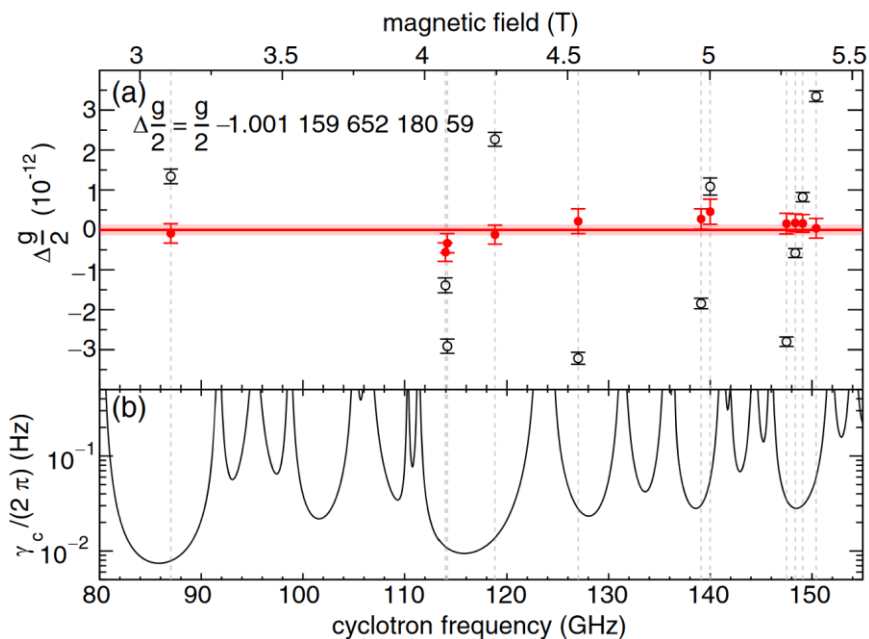 magnetic field (T)
3 3.5 4 4.5 5 5.5
(a)
Δ g/2 = g/2 −1.001 159 652 180 59
Δ g/2 (10⁻¹²)
3
2
1
0
−1
−2
−3
(b)
γc /(2 π) (Hz)
10⁻¹
10⁻²
80 90 100 110 120 130 140 150
cyclotron frequency (GHz)